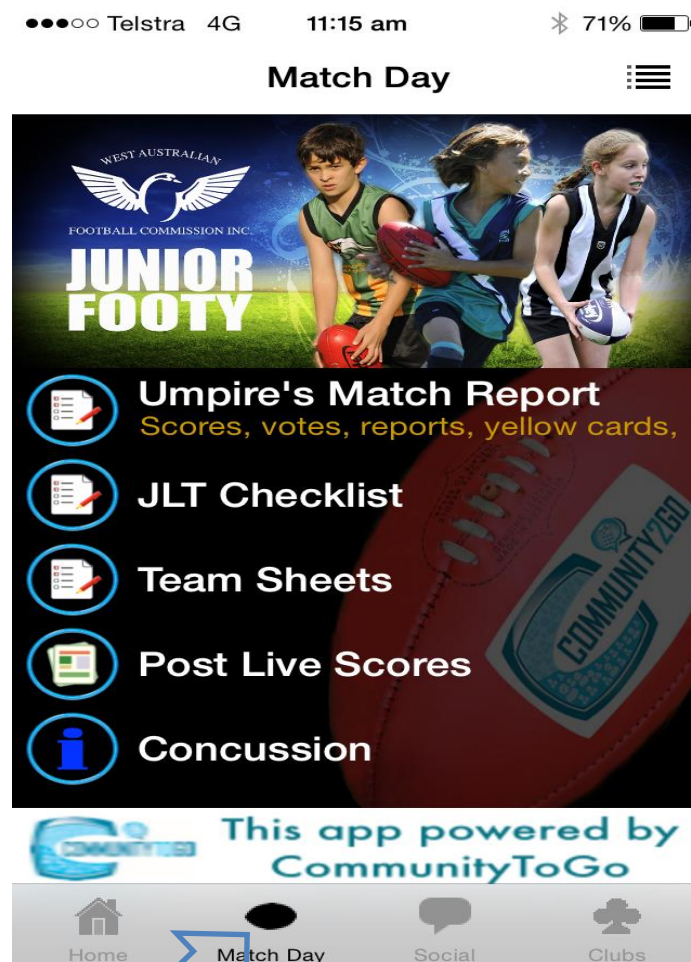 Telstra 4G 11:15 am 71%
Match Day
WEST AUSTRALIAN
FOOTBALL COMMISSION INC.
JUNIOR
FOOTY
Umpire's Match Report
Scores, votes, reports, yellow cards,
JLT Checklist
Team Sheets
Post Live Scores
Concussion
COMMUNITY2GO
COMMUNITY2GO
This app powered by
CommunityToGo
Home Match Day Social Clubs